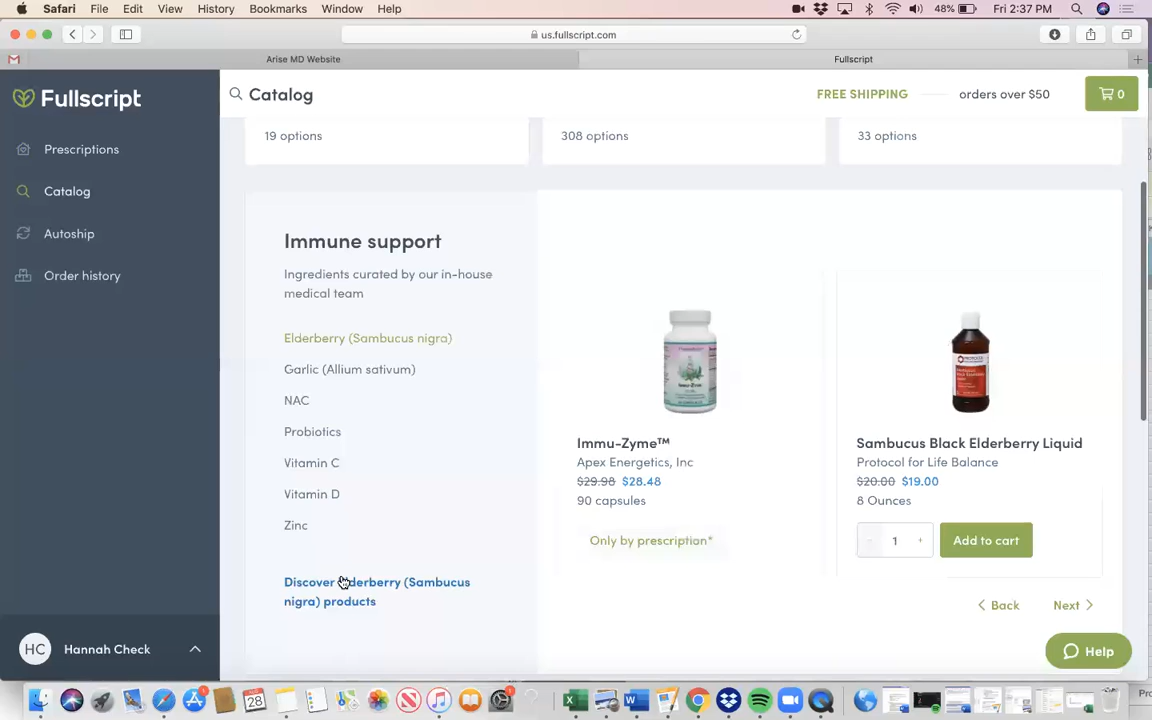 Safari File Edit View History Bookmarks Window Help 48% Fri 2:37 PM
us.fullscript.com
Arise MD Website Fullscript
Fullscript
Catalog
FREE SHIPPING orders over $50 0
Prescriptions
Catalog
Autoship
Order history
19 options 308 options 33 options
Immune support
Ingredients curated by our in-house
medical team
Elderberry (Sambucus nigra)
Garlic (Allium sativum)
NAC
Probiotics
Vitamin C
Vitamin D
Zinc
Discover Elderberry (Sambucus
nigra) products
Immu-Zyme™
Apex Energetics, Inc
$29.98 $28.48
90 capsules
Only by prescription*
Sambucus Black Elderberry Liquid
Protocol for Life Balance
$20.00 $19.00
8 Ounces
- 1 + Add to cart
Back Next
Help
HC Hannah Check
28